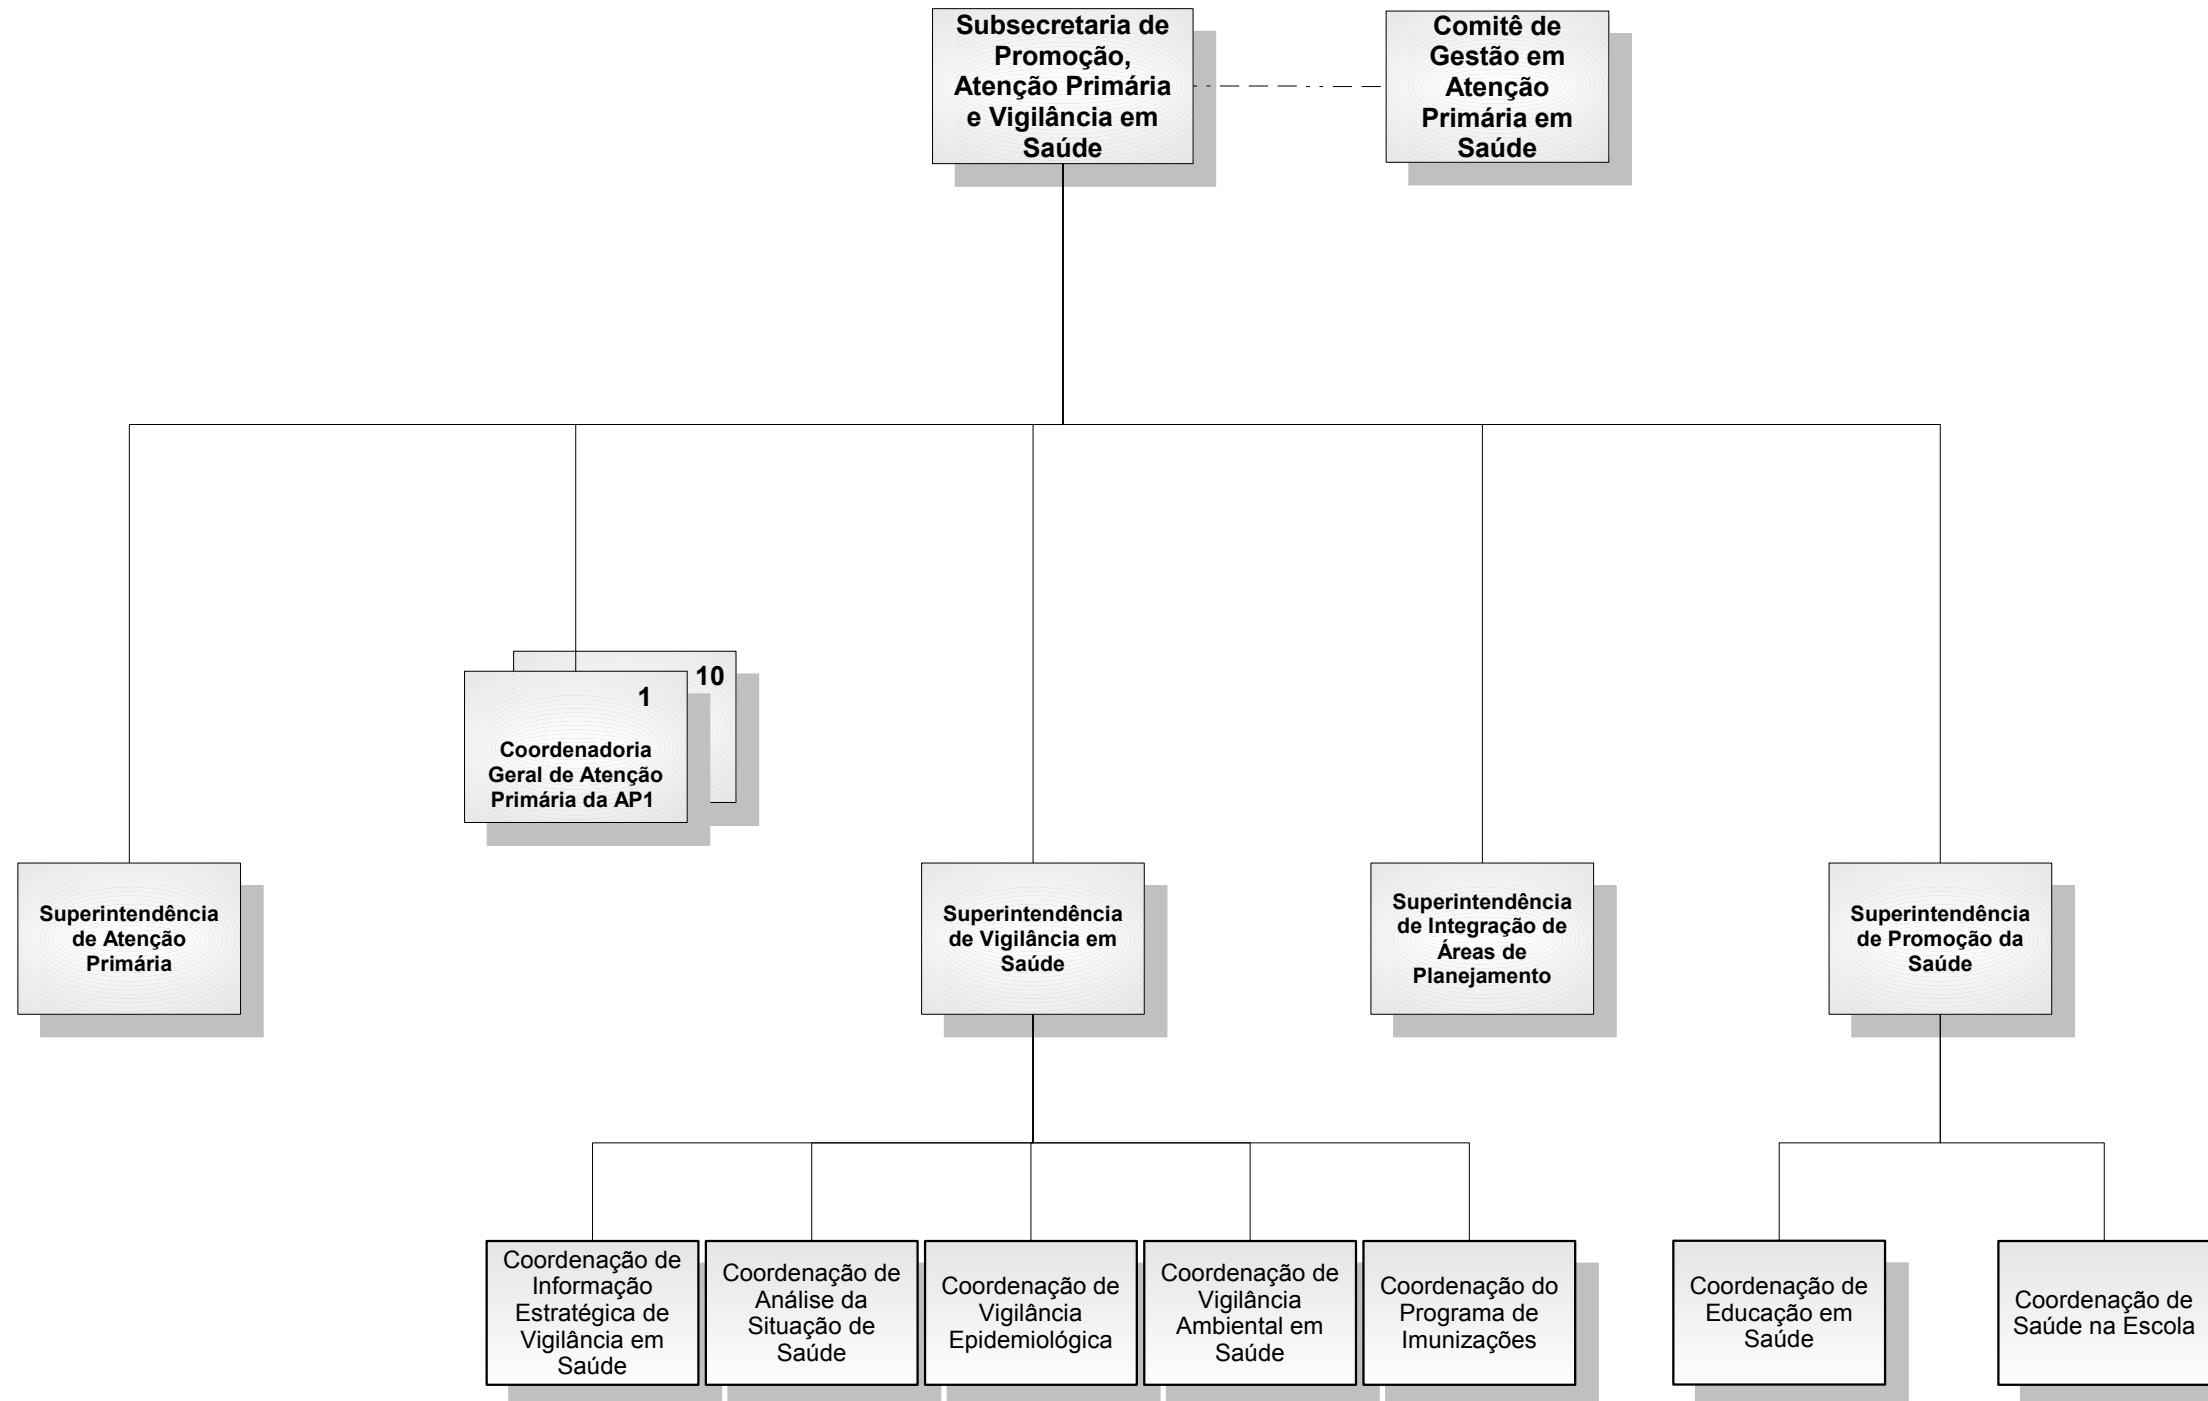 Subsecretaria de
Promoção,
Atenção Primária
e Vigilância em
Saúde
Comitê de
Gestão em
Atenção
Primária em
Saúde
10
1
Coordenadoria
Geral de Atenção
Primária da AP1
Superintendência
de Atenção
Primária
Superintendência
de Vigilância em
Saúde
Superintendência
de Integração de
Áreas de
Planejamento
Superintendência
de Promoção da
Saúde
Coordenação de
Informação
Estratégica de
Vigilância em
Saúde
Coordenação de
Análise da
Situação de
Saúde
Coordenação de
Vigilância
Epidemiológica
Coordenação de
Vigilância
Ambiental em
Saúde
Coordenação do
Programa de
Imunizações
Coordenação de
Educação em
Saúde
Coordenação de
Saúde na Escola